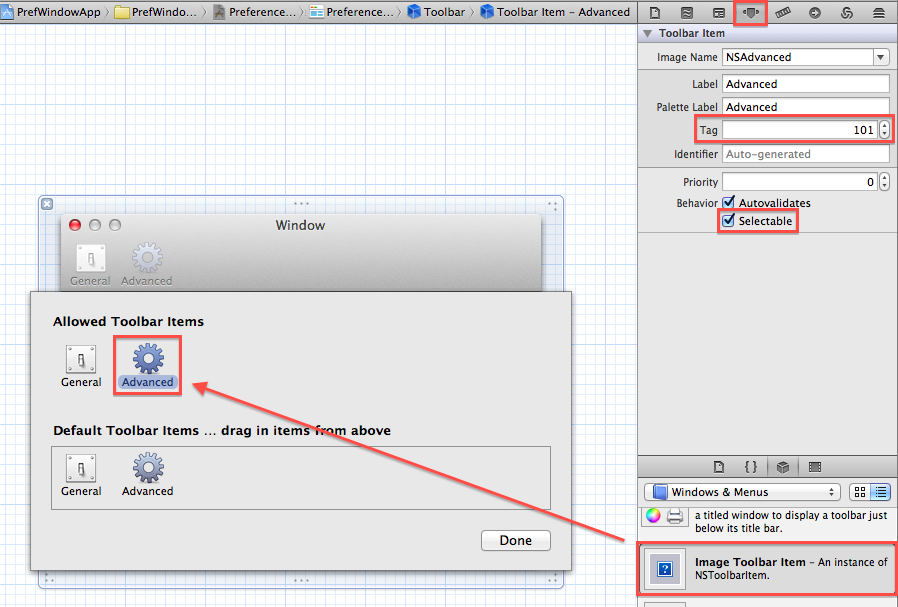 PrefWindowApp PrefWindo... Preference... Preference... Toolbar Toolbar Item – Advanced
Toolbar Item
Image Name NSAdvanced
Label Advanced
Palette Label Advanced
Tag 101
Identifier Auto-generated
Priority 0
Behavior Autovalidates
Selectable
Window
General Advanced
Allowed Toolbar Items
General Advanced
Default Toolbar Items ... drag in items from above
General Advanced
Done
{ }
Windows & Menus
a titled window to display a toolbar just
below its title bar.
Image Toolbar Item – An instance of
NSToolbarItem.